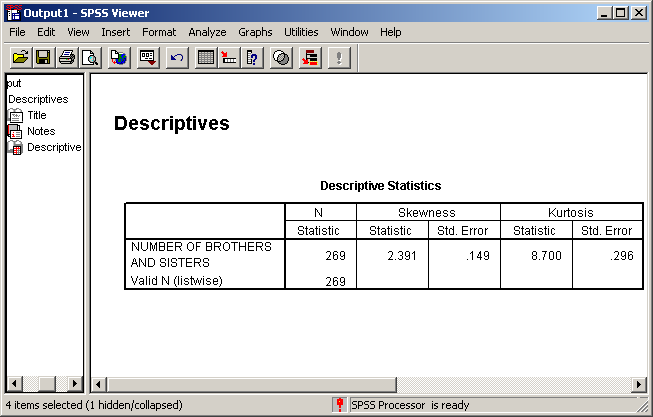 Output1 - SPSS Viewer
File Edit View Insert Format Analyze Graphs Utilities Window Help
put
Descriptives
Title
Notes
Descriptive
Descriptives
Descriptive Statistics
N Skewness Kurtosis
Statistic Statistic Std. Error Statistic Std. Error
NUMBER OF BROTHERS
AND SISTERS 269 2.391 .149 8.700 .296
Valid N (listwise) 269
4 items selected (1 hidden/collapsed) SPSS Processor is ready